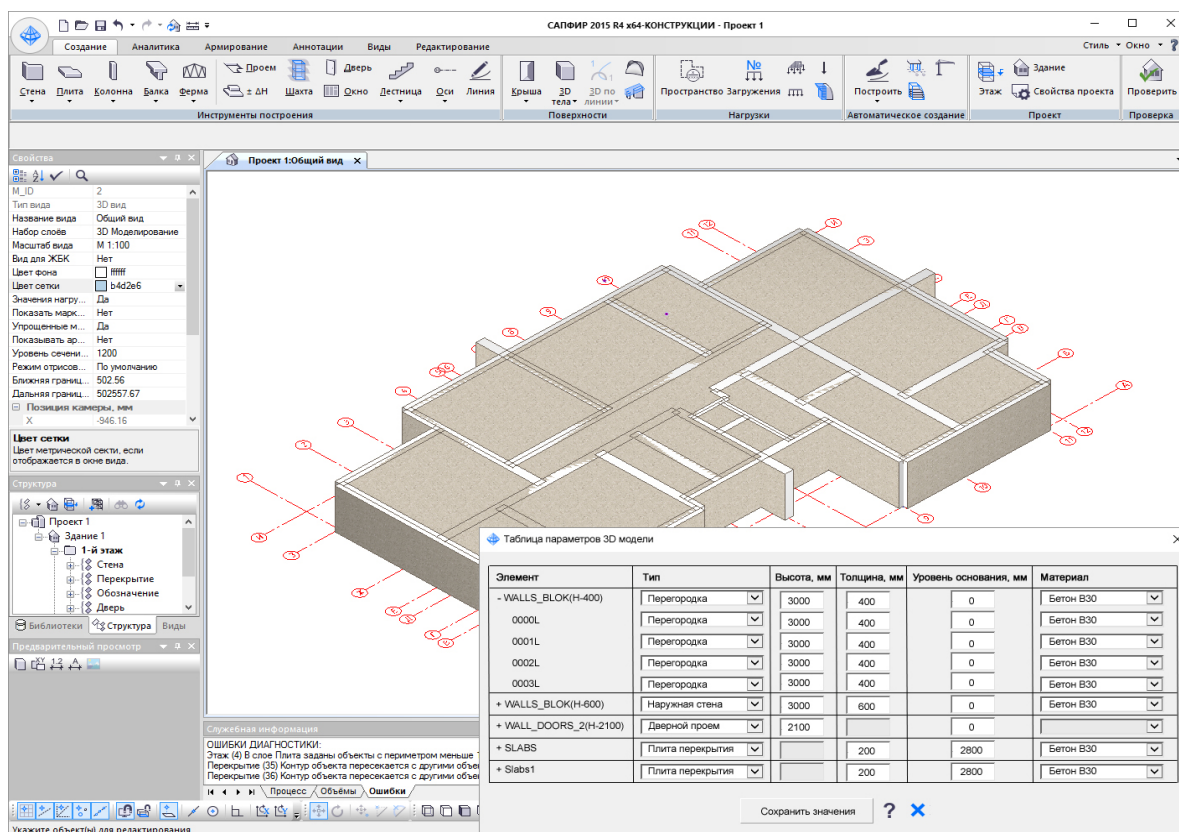 САПФИР 2015 R4 x64-КОНСТРУКЦИИ - Проект 1
Создание Аналитика Армирование Аннотации Виды Редактирование Стиль Окно ?
Проем Дверь № Здание
Стена Плита Колонна Балка Ферма ± ΔН Шахта Окно Лестница Оси Линия Крыша 3D тела 3D по линии Пространство Загружения Построить Этаж Свойства проекта Проверить
Инструменты построения Поверхности Нагрузки Автоматическое создание Проект Проверка
Свойства
Проект 1:Общий вид
M_ID 2
Тип вида 3D вид
Название вида Общий вид
Набор слоёв 3D Моделирование
Масштаб вида М 1:100
Вид для ЖБК Нет
Цвет фона ffffff
Цвет сетки b4d2e6
Значения нагру... Да
Показать марк... Нет
Упрощенные м... Да
Показывать ар... Нет
Уровень сечени... 1200
Режим отрисов... По умолчанию
Ближняя границ... 502.56
Дальняя границ... 502557.67
Позиция камеры, мм
X -946.16
Цвет сетки
Цвет метрической секти, если
отображается в окне вида.
Структура
Проект 1
Здание 1
1-й этаж
Стена
Перекрытие
Обозначение
Дверь
Библиотеки Структура Виды
Предварительный просмотр
Служебная информация
ОШИБКИ ДИАГНОСТИКИ:
Этаж (4) В слое Плита заданы объекты с периметром меньше
Перекрытие (35) Контур объекта пересекается с другими объе
Перекрытие (36) Контур объекта пересекается с другими объе
Процесс Объёмы Ошибки
Таблица параметров 3D модели
Элемент Тип Высота, мм Толщина, мм Уровень основания, мм Материал
- WALLS_BLOK(H-400) Перегородка 3000 400 0 Бетон В30
0000L Перегородка 3000 400 0 Бетон В30
0001L Перегородка 3000 400 0 Бетон В30
0002L Перегородка 3000 400 0 Бетон В30
0003L Перегородка 3000 400 0 Бетон В30
+ WALLS_BLOK(H-600) Наружная стена 3000 600 0 Бетон В30
+ WALL_DOORS_2(H-2100) Дверной проем 2100 0
+ SLABS Плита перекрытия 200 2800 Бетон В30
+ Slabs1 Плита перекрытия 200 2800 Бетон В30
Сохранить значения ?
Укажите объект(ы) для редактирования